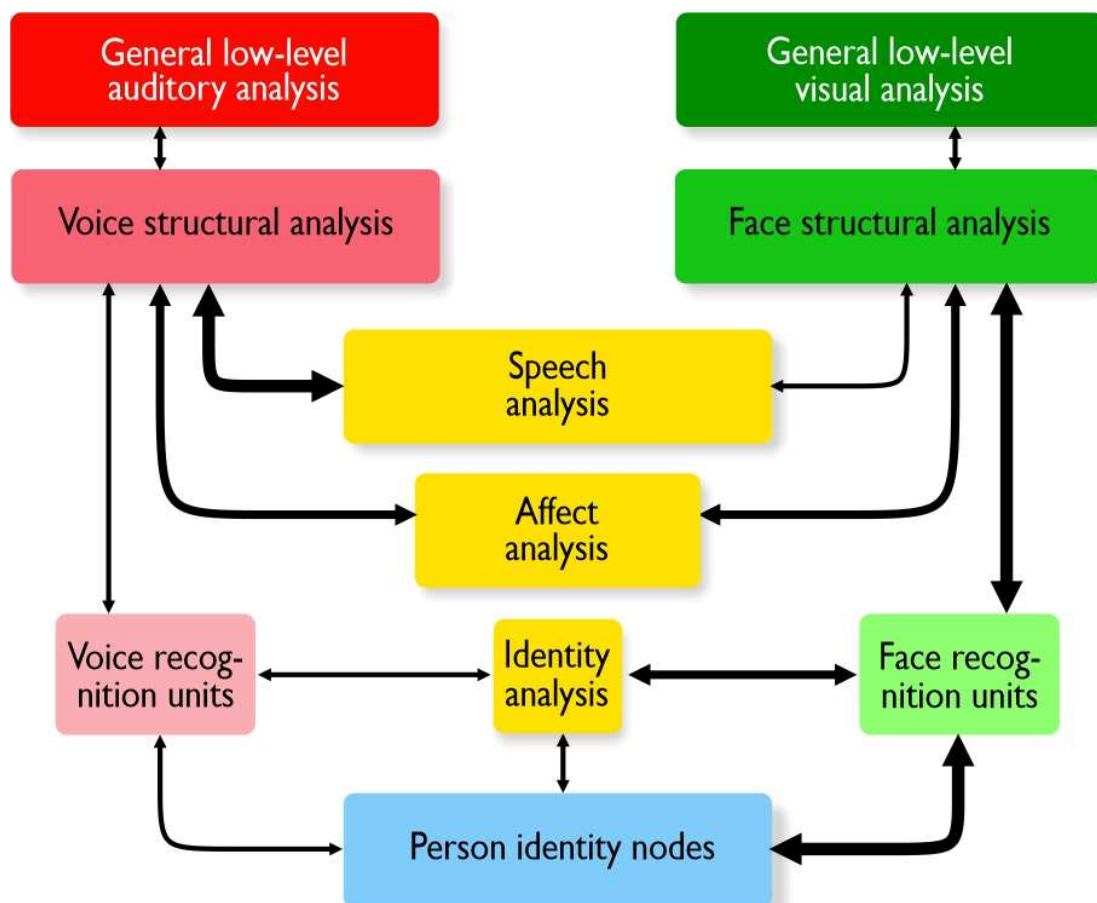 General low-level
auditory analysis
General low-level
visual analysis
Voice structural analysis
Face structural analysis
Speech
analysis
Affect
analysis
Voice recog-
nition units
Identity
analysis
Face recog-
nition units
Person identity nodes